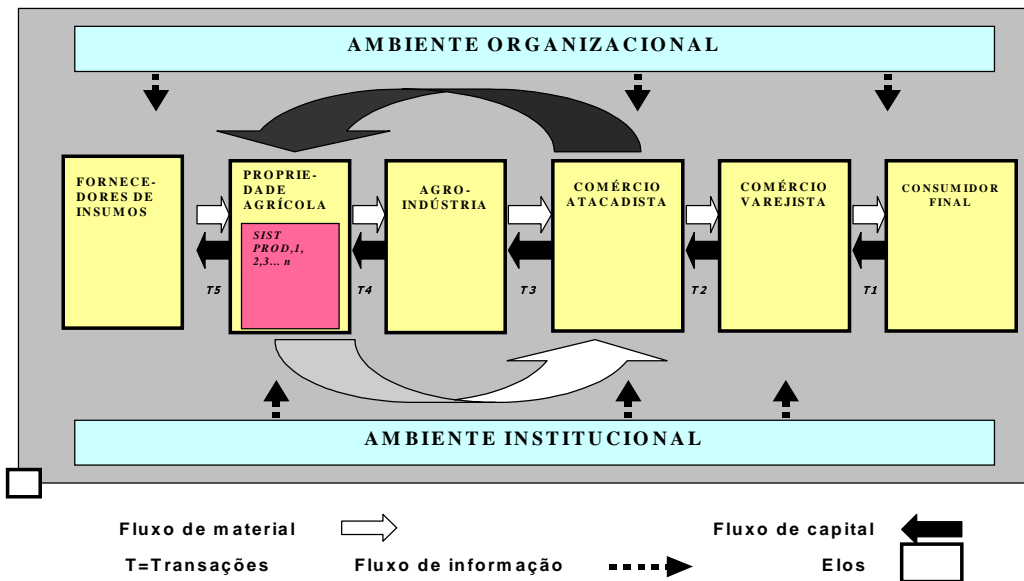 AMBIENTE ORGANIZACIONAL
FORNECE-
DORES DE
INSUMOS
PROPRIE-
DADE
AGRÍCOLA
SIST
PROD,1,
2,3... n
AGRO-
INDÚSTRIA
COMÉRCIO
ATACADISTA
COMÉRCIO
VAREJISTA
CONSUMIDOR
FINAL
T5
T4
T3
T2
T1
AMBIENTE INSTITUCIONAL
Fluxo de material
Fluxo de capital
T=Transações
Fluxo de informação
Elos